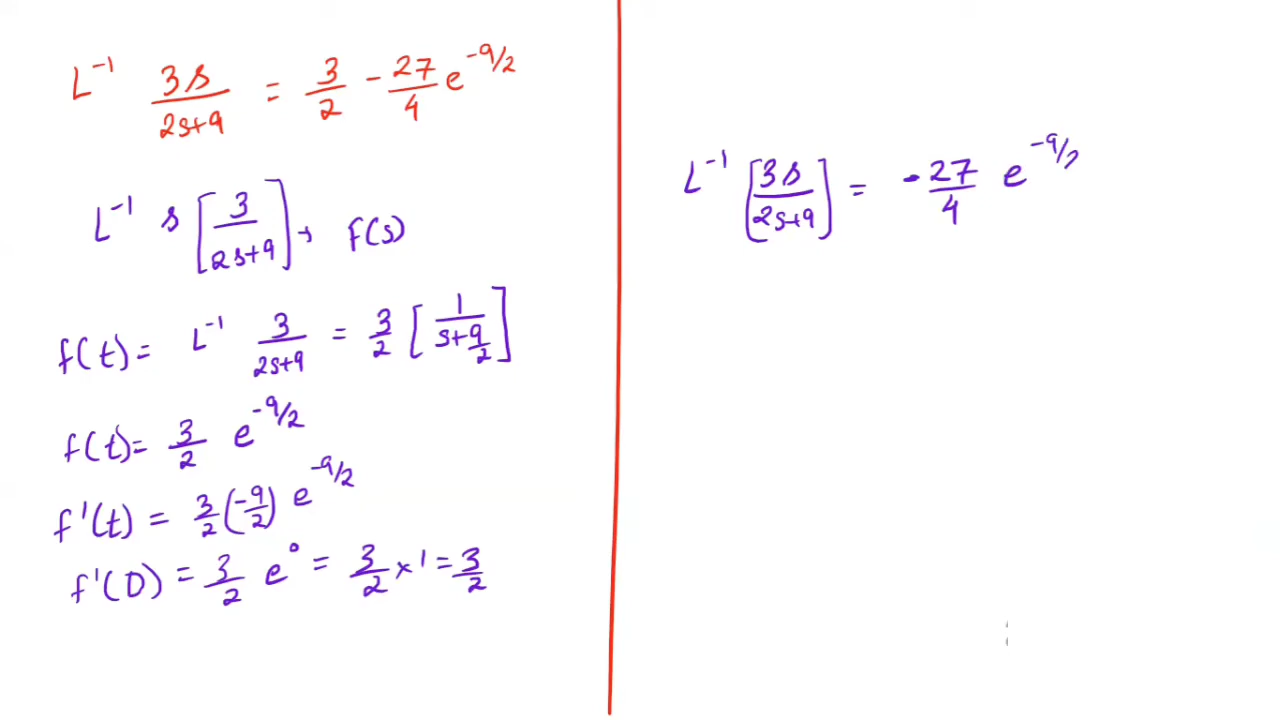 L⁻¹ 3s/(2s+9) = 3/2 - 27/4 e^(-9/2)
L⁻¹ s [3/(2s+9)] → F(s)
f(t) = L⁻¹ 3/(2s+9) = 3/2 [1/(s+9/2)]
f(t) = 3/2 e^(-9/2)
f'(t) = 3/2 (-9/2) e^(-9/2)
f'(0) = 3/2 e⁰ = 3/2 × 1 = 3/2
L⁻¹ [3s/(2s+9)] = -27/4 e^(-9/2)